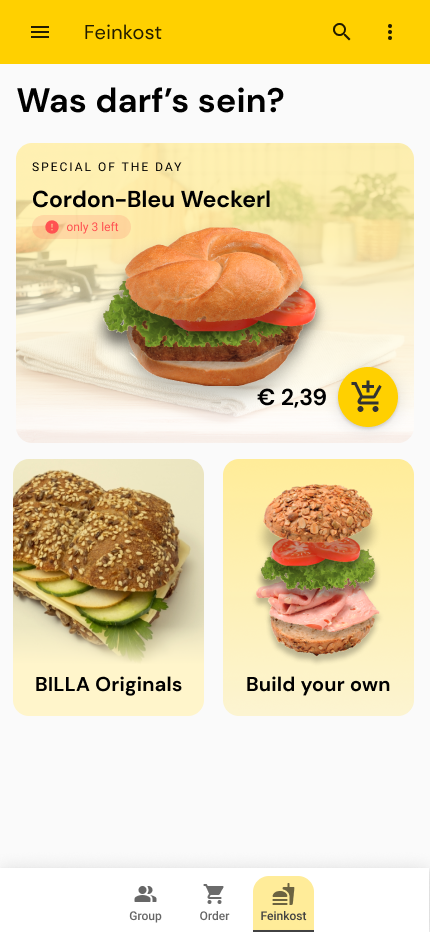 Feinkost
Was darf’s sein?
SPECIAL OF THE DAY
Cordon-Bleu Weckerl
only 3 left
€ 2,39
BILLA Originals
Build your own
Group
Order
Feinkost